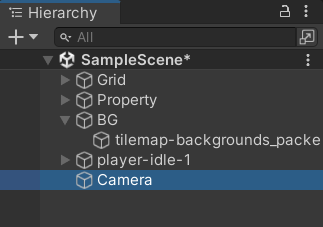 Hierarchy
All
SampleScene*
Grid
Property
BG
tilemap-backgrounds_packe
player-idle-1
Camera